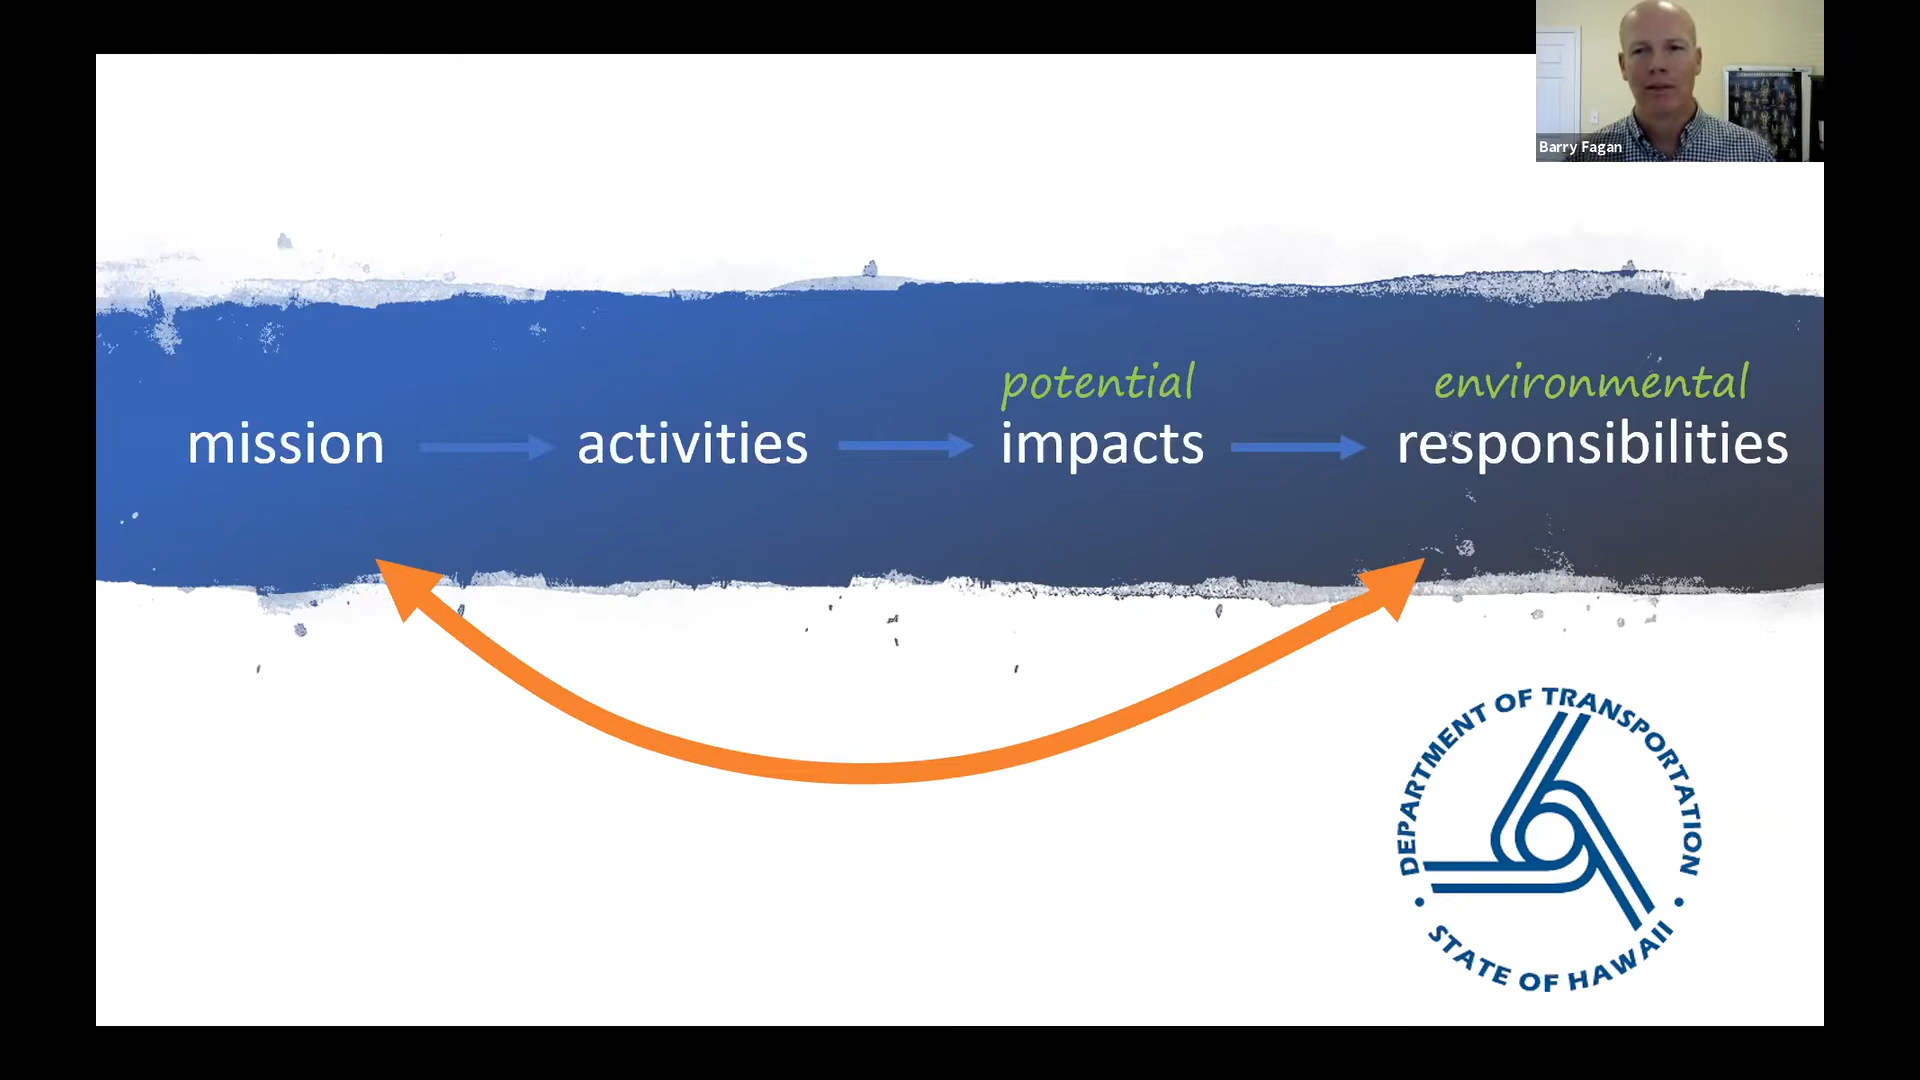 Barry Fagan
potential
environmental
mission
activities
impacts
responsibilities
DEPARTMENT OF TRANSPORTATION
• STATE OF HAWAII •